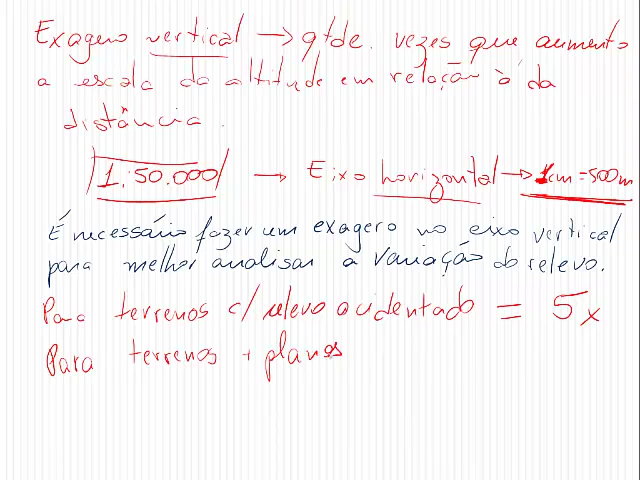 Exagero vertical → qtde. vezes que aumento
a escala da altitude em relação à da
distância.
1:50.000 → Eixo horizontal → 1cm = 500m
É necessário fazer um exagero no eixo vertical
para melhor analisar a variação do relevo.
Para terrenos c/ relevo acidentado = 5x
Para terrenos + planos